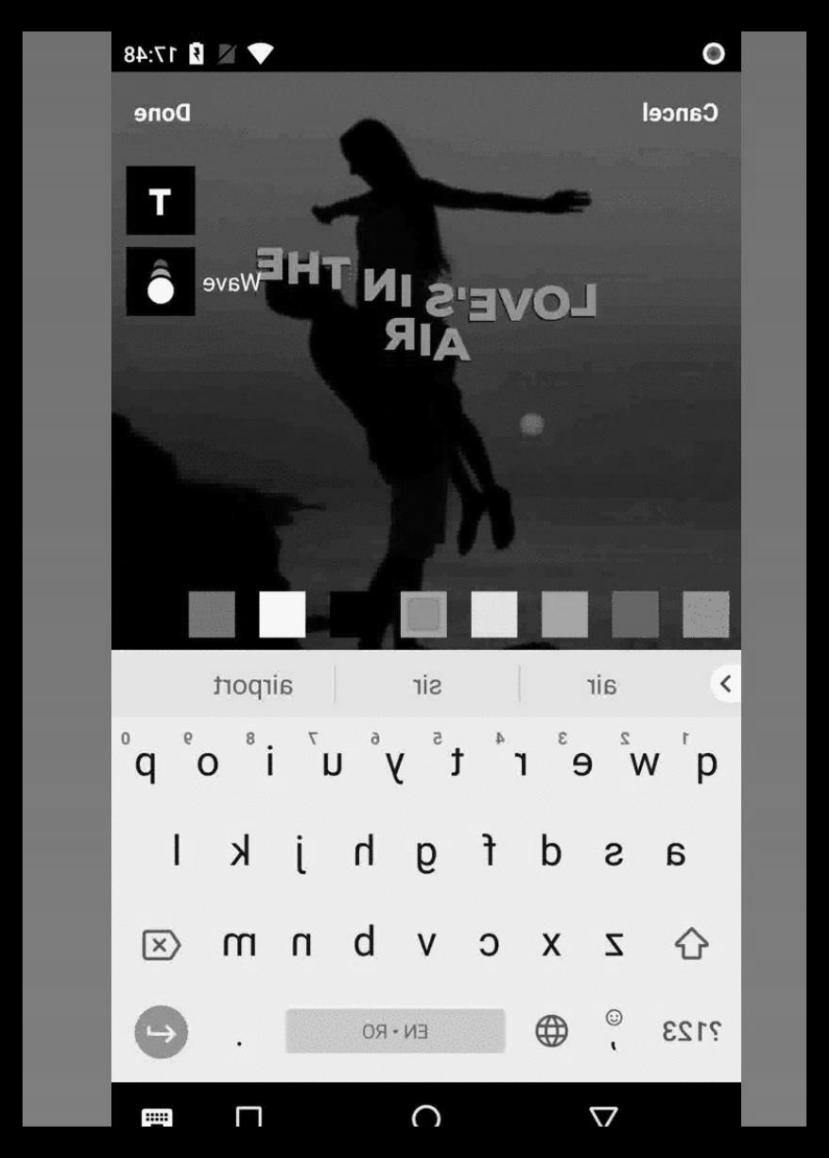 17:48
Cancel Done
T
Wave
LOVE'S IN THE
AIR
air sir airport
1 2 3 4 5 6 7 8 9 0
q w e r t y u i o p
a s d f g h j k l
z x c v b n m
?123 , EN • RO .